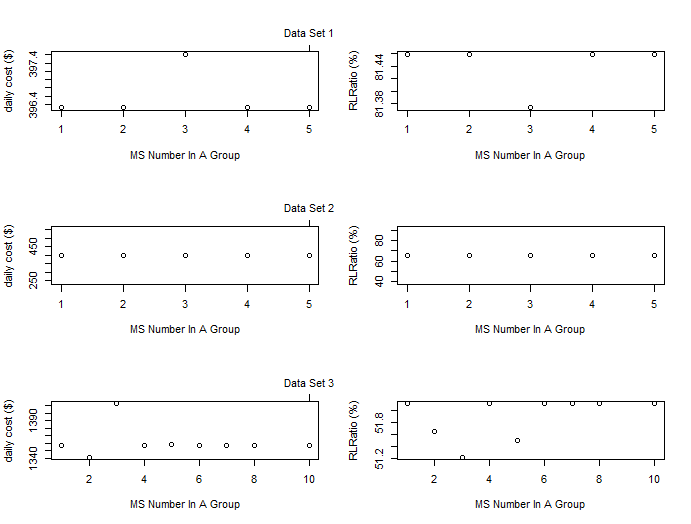 Data Set 1
daily cost ($)
397.4
396.4
1 2 3 4 5
MS Number In A Group
RLRatio (%)
81.44
81.38
1 2 3 4 5
MS Number In A Group
Data Set 2
daily cost ($)
450
250
1 2 3 4 5
MS Number In A Group
RLRatio (%)
80
60
40
1 2 3 4 5
MS Number In A Group
Data Set 3
daily cost ($)
1390
1340
2 4 6 8 10
MS Number In A Group
RLRatio (%)
51.8
51.2
2 4 6 8 10
MS Number In A Group